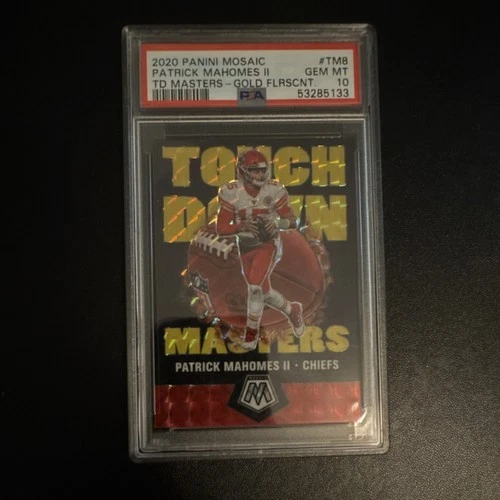 2020 PANINI MOSAIC #TM8
PATRICK MAHOMES II GEM MT
TD MASTERS - GOLD FLRSCNT. 10
PSA 53285133
TOUCH
DOWN
15
MASTERS
PATRICK MAHOMES II · CHIEFS
M